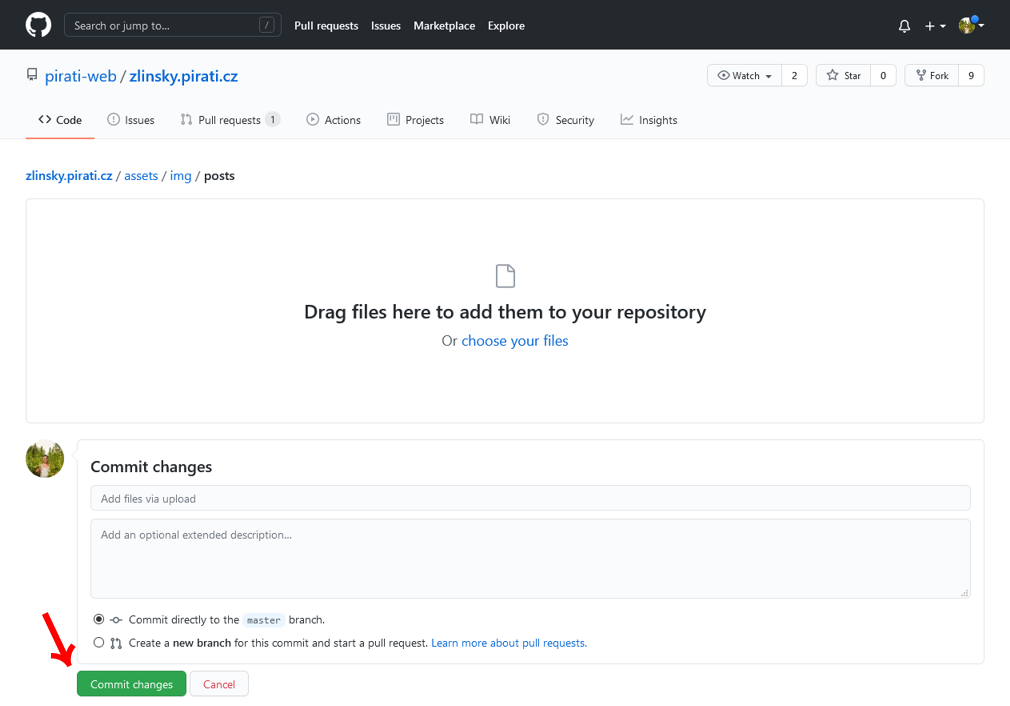 Search or jump to... / Pull requests Issues Marketplace Explore
pirati-web / zlinsky.pirati.cz Watch 2 Star 0 Fork 9
Code Issues Pull requests 1 Actions Projects Wiki Security Insights
zlinsky.pirati.cz / assets / img / posts
Drag files here to add them to your repository
Or choose your files
Commit changes
Add files via upload
Add an optional extended description...
Commit directly to the master branch.
Create a new branch for this commit and start a pull request. Learn more about pull requests.
Commit changes Cancel